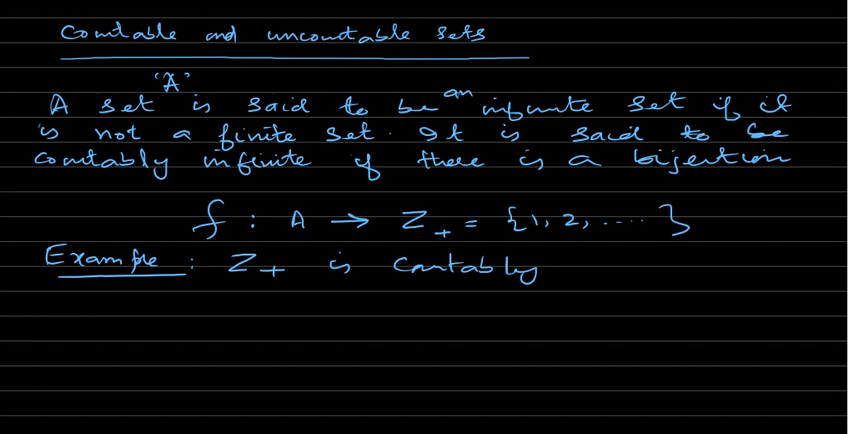 Countable and uncountable sets
A set 'A' is said to be an infinite set if it
is not a finite set. It is said to be
countably infinite if there is a bijection
f : A → Z+ = {1, 2, .... }
Example : Z+ is countably